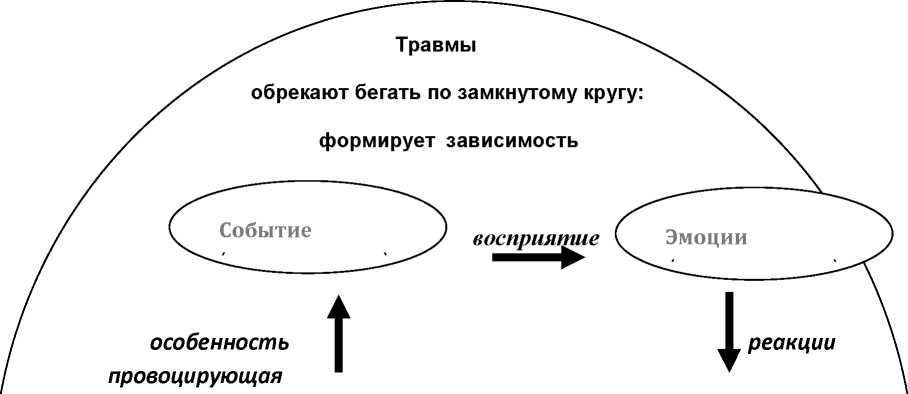 Травмы
обрекают бегать по замкнутому кругу:
формирует зависимость
Событие
восприятие
Эмоции
особенность
провоцирующая
реакции